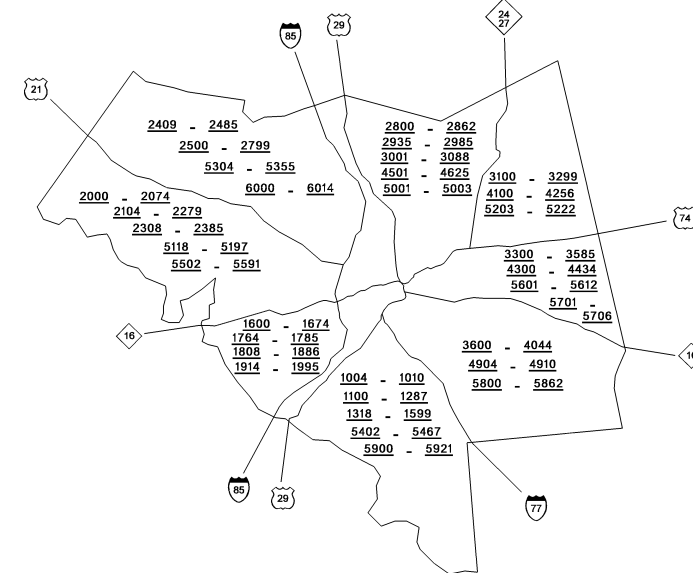 24
27
29
85
21
2409 - 2485
2500 - 2799
5304 - 5355
6000 - 6014
2800 - 2862
2935 - 2985
3001 - 3088
4501 - 4625
5001 - 5003
3100 - 3299
4100 - 4256
5203 - 5222
2000 - 2074
2104 - 2279
2308 - 2385
5118 - 5197
5502 - 5591
74
3300 - 3585
4300 - 4434
5601 - 5612
5701 -
5706
16
1600 - 1674
1764 - 1785
1808 - 1886
1914 - 1995
3600 - 4044
4904 - 4910
5800 - 5862
16
1004 - 1010
1100 - 1287
1318 - 1599
5402 - 5467
5900 - 5921
85
29
77